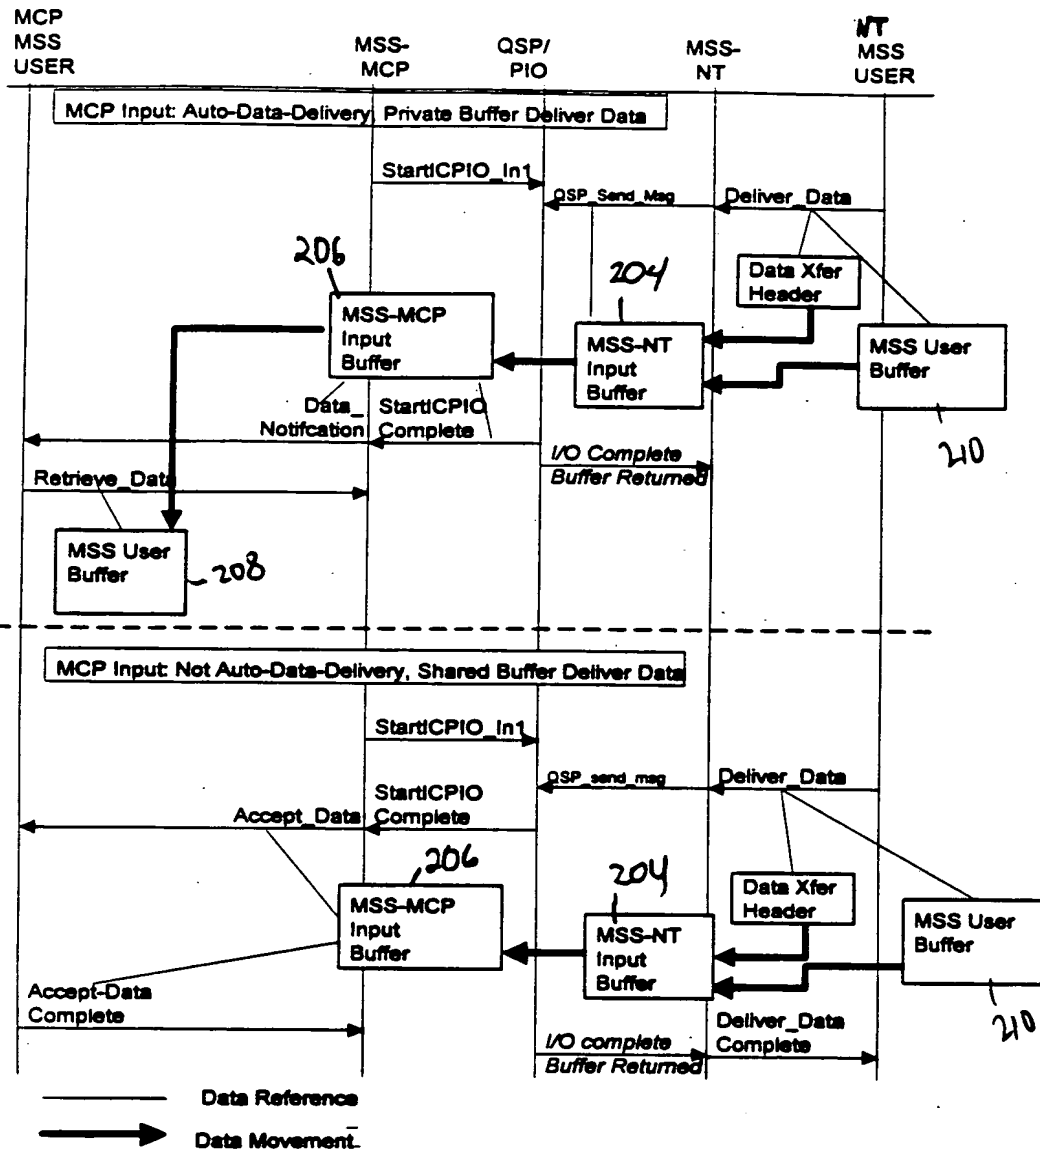 MCP
MSS
USER
MSS-
MCP
QSP/
PIO
MSS-
NT
NT
MSS
USER
MCP Input: Auto-Data-Delivery, Private Buffer Deliver Data
StartICPIO_In1
QSP_Send_Msg
Deliver_Data
206
204
Data Xfer
Header
MSS-MCP
Input
Buffer
MSS-NT
Input
Buffer
MSS User
Buffer
210
Data_
Notifcation
StartICPIO
Complete
I/O Complete
Buffer Returned
Retrieve_Data
MSS User
Buffer
208
MCP Input: Not Auto-Data-Delivery, Shared Buffer Deliver Data
StartICPIO_In1
QSP_send_msg
Deliver_Data
StartICPIO
Complete
Accept_Data
206
204
Data Xfer
Header
MSS-MCP
Input
Buffer
MSS-NT
Input
Buffer
MSS User
Buffer
210
Accept-Data
Complete
I/O complete
Buffer Returned
Deliver_Data
Complete
Data Reference
Data Movement